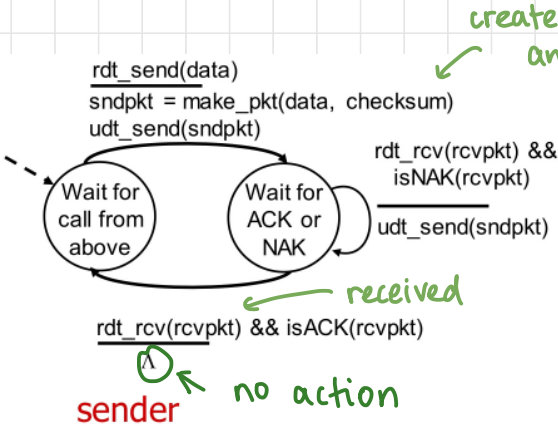 create
an
rdt_send(data)
sndpkt = make_pkt(data, checksum)
udt_send(sndpkt)
rdt_rcv(rcvpkt) &&
isNAK(rcvpkt)
udt_send(sndpkt)
Wait for
call from
above
Wait for
ACK or
NAK
received
rdt_rcv(rcvpkt) && isACK(rcvpkt)
Λ
no action
sender